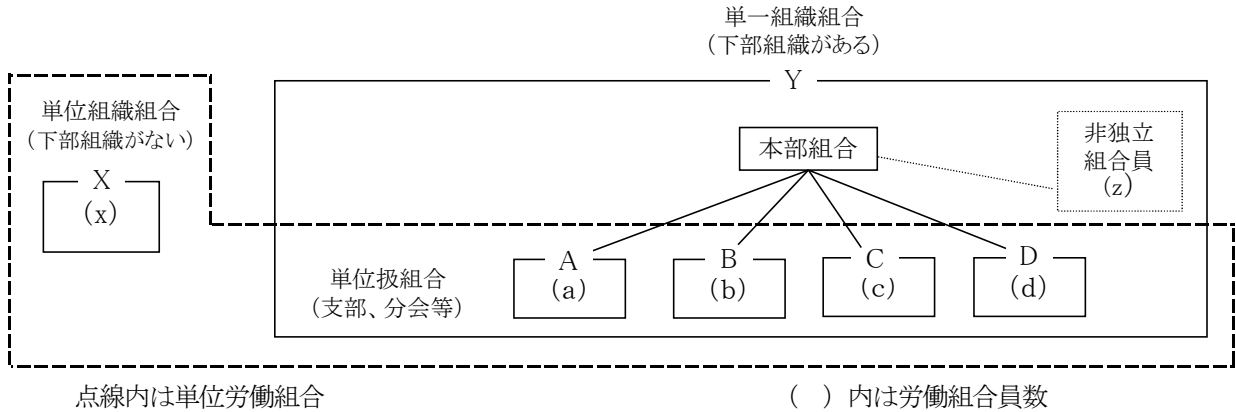 単一組織組合
（下部組織がある）
Y
単位組織組合
（下部組織がない）
X
（x）
本部組合
非独立
組合員
（z）
単位扱組合
（支部、分会等）
A
（a）
B
（b）
C
（c）
D
（d）
点線内は単位労働組合
（　）内は労働組合員数